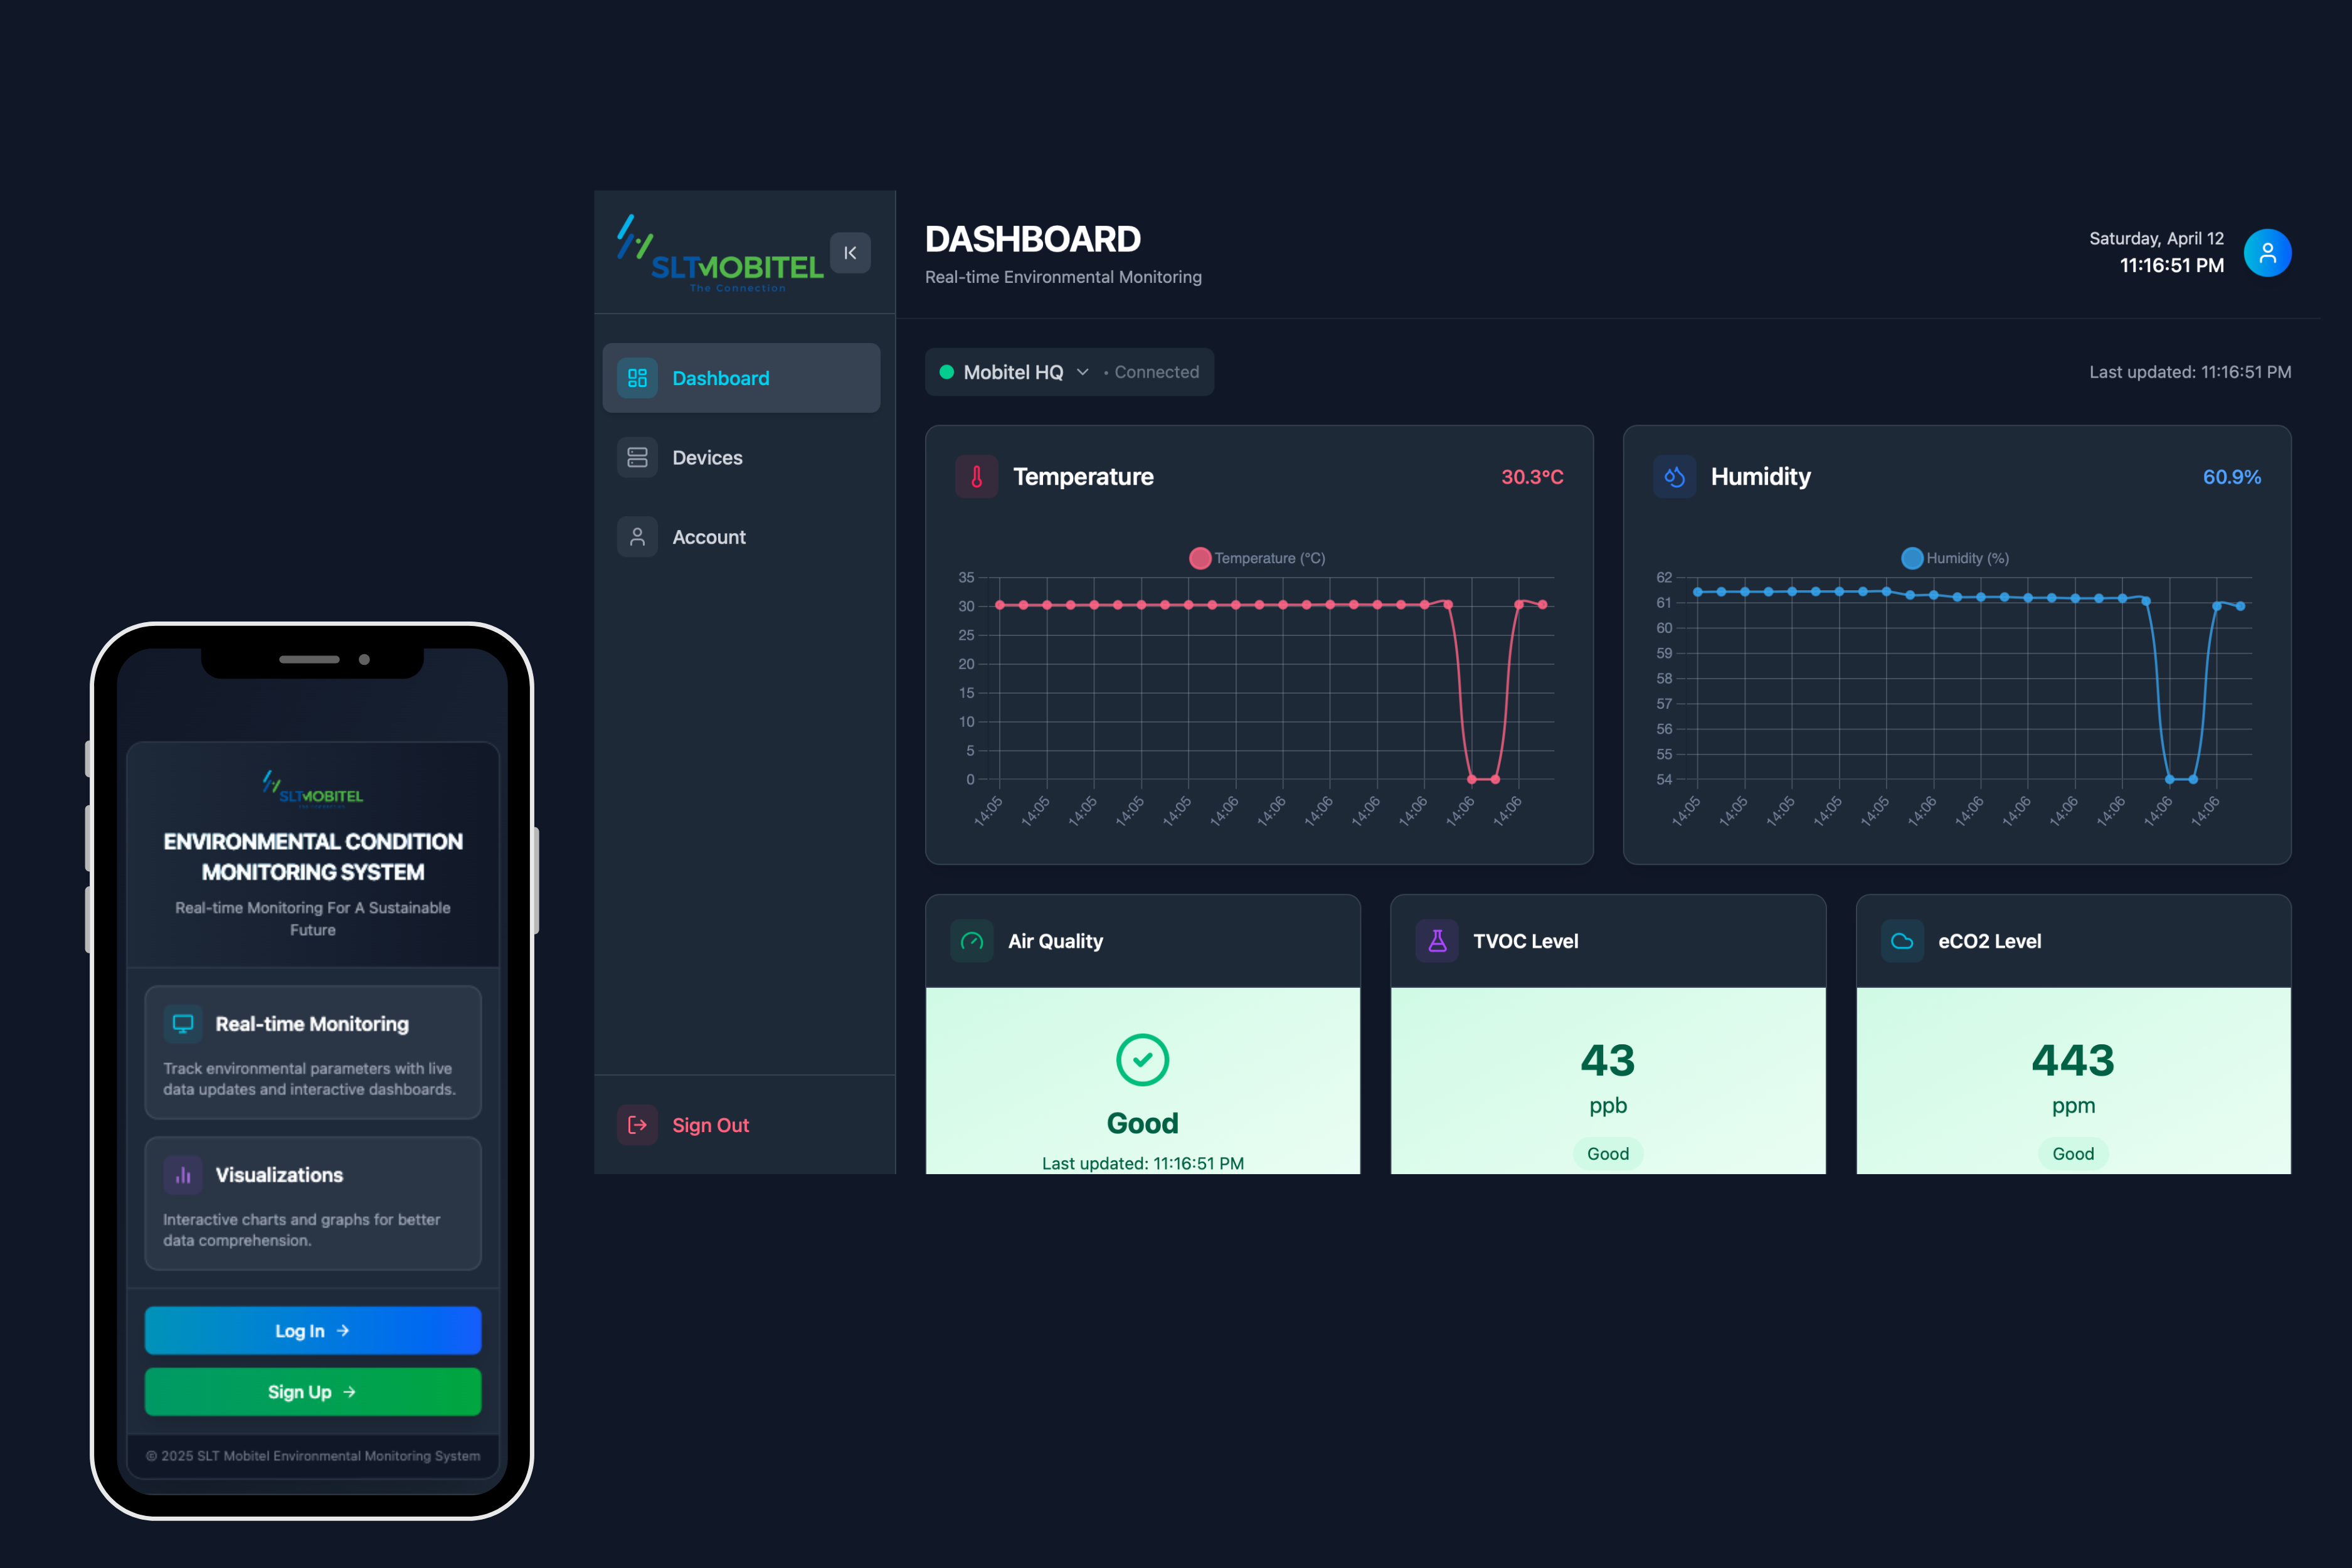 SLTMOBITEL
The Connection
DASHBOARD
Real-time Environmental Monitoring
Saturday, April 12
11:16:51 PM
Dashboard
Devices
Account
Sign Out
Mobitel HQ • Connected
Last updated: 11:16:51 PM
Temperature
30.3°C
Temperature (°C)
35
30
25
20
15
10
5
0
14:05 14:05 14:05 14:05 14:05 14:06 14:06 14:06 14:06 14:06 14:06 14:06
Humidity
60.9%
Humidity (%)
62
61
60
59
58
57
56
55
54
14:05 14:05 14:05 14:05 14:05 14:06 14:06 14:06 14:06 14:06 14:06 14:06
Air Quality
Good
Last updated: 11:16:51 PM
TVOC Level
43
ppb
Good
eCO2 Level
443
ppm
Good
SLTMOBITEL
ENVIRONMENTAL CONDITION
MONITORING SYSTEM
Real-time Monitoring For A Sustainable
Future
Real-time Monitoring
Track environmental parameters with live
data updates and interactive dashboards.
Visualizations
Interactive charts and graphs for better
data comprehension.
Log In
Sign Up
© 2025 SLT Mobitel Environmental Monitoring System